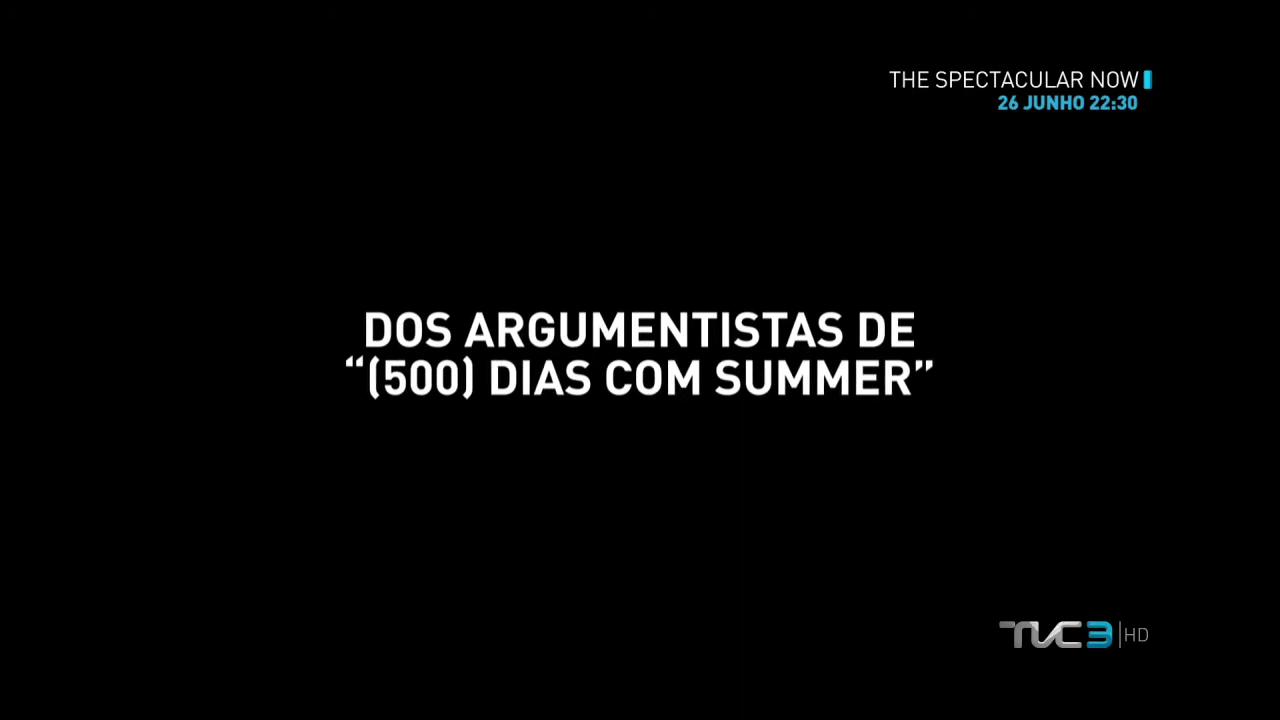 THE SPECTACULAR NOW
26 JUNHO 22:30
DOS ARGUMENTISTAS DE
“(500) DIAS COM SUMMER”
TVC3 | HD